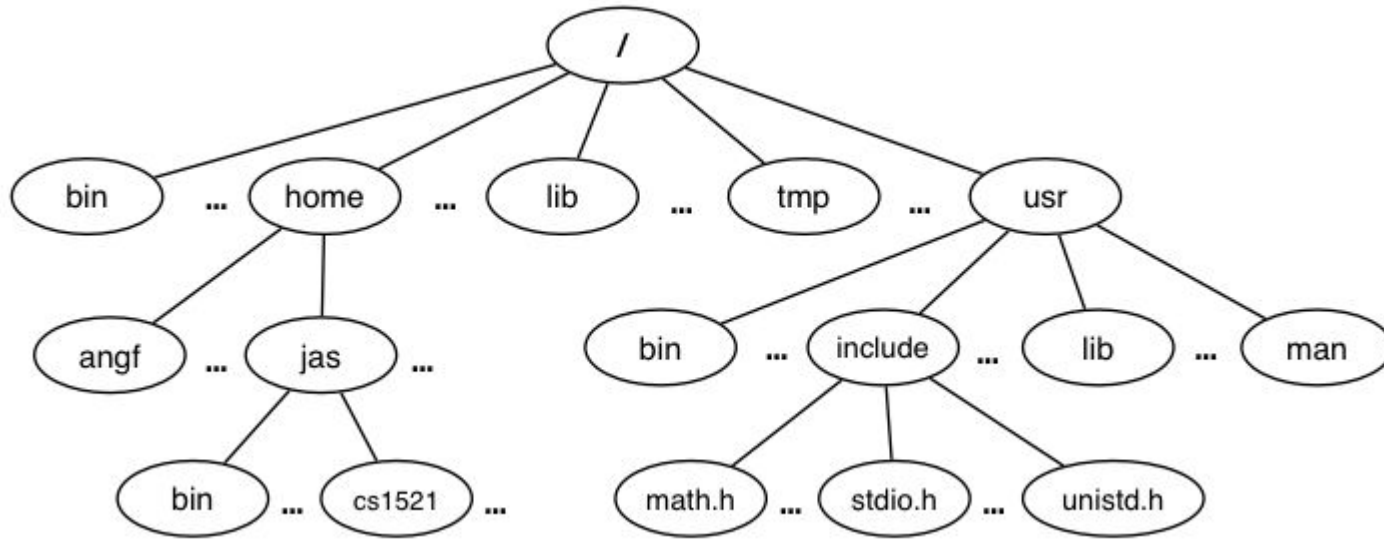 /
bin ... home ... lib ... tmp ... usr
angf ... jas ... bin ... include ... lib ... man
bin ... cs1521 ... math.h ... stdio.h ... unistd.h